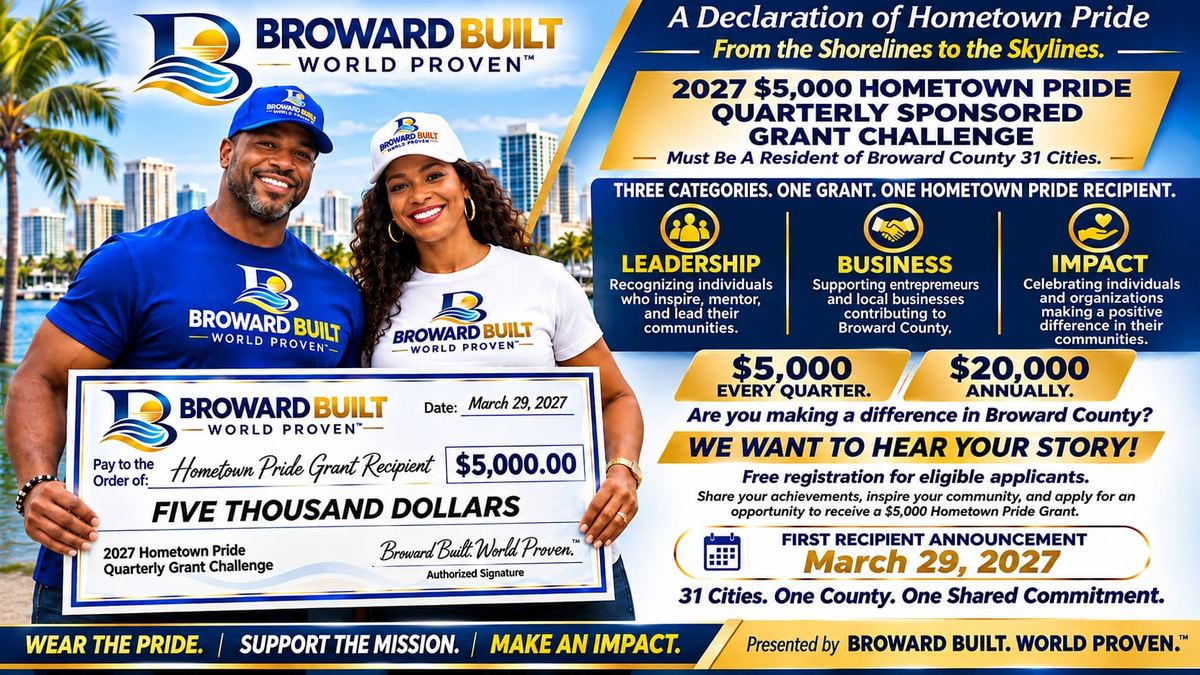 BROWARD BUILT
WORLD PROVEN™
BROWARD BUILT
WORLD PROVEN™
BROWARD BUILT
WORLD PROVEN™
BROWARD BUILT
WORLD PROVEN™
BROWARD BUILT
WORLD PROVEN™
BROWARD BUILT
WORLD PROVEN™
Date: March 29, 2027
Pay to the
Order of: Hometown Pride Grant Recipient $5,000.00
FIVE THOUSAND DOLLARS
2027 Hometown Pride
Quarterly Grant Challenge
Broward Built. World Proven.™
Authorized Signature
A Declaration of Hometown Pride
From the Shorelines to the Skylines.
2027 $5,000 HOMETOWN PRIDE
QUARTERLY SPONSORED
GRANT CHALLENGE
Must Be A Resident of Broward County 31 Cities.
THREE CATEGORIES. ONE GRANT. ONE HOMETOWN PRIDE RECIPIENT.
LEADERSHIP
Recognizing individuals
who inspire, mentor,
and lead their
communities.
BUSINESS
Supporting entrepreneurs
and local businesses
contributing to
Broward County.
IMPACT
Celebrating individuals
and organizations
making a positive
difference in their
communities.
$5,000
EVERY QUARTER.
$20,000
ANNUALLY.
Are you making a difference in Broward County?
WE WANT TO HEAR YOUR STORY!
Free registration for eligible applicants.
Share your achievements, inspire your community, and apply for an
opportunity to receive a $5,000 Hometown Pride Grant.
FIRST RECIPIENT ANNOUNCEMENT
March 29, 2027
31 Cities. One County. One Shared Commitment.
WEAR THE PRIDE. | SUPPORT THE MISSION. | MAKE AN IMPACT.
Presented by BROWARD BUILT. WORLD PROVEN.™